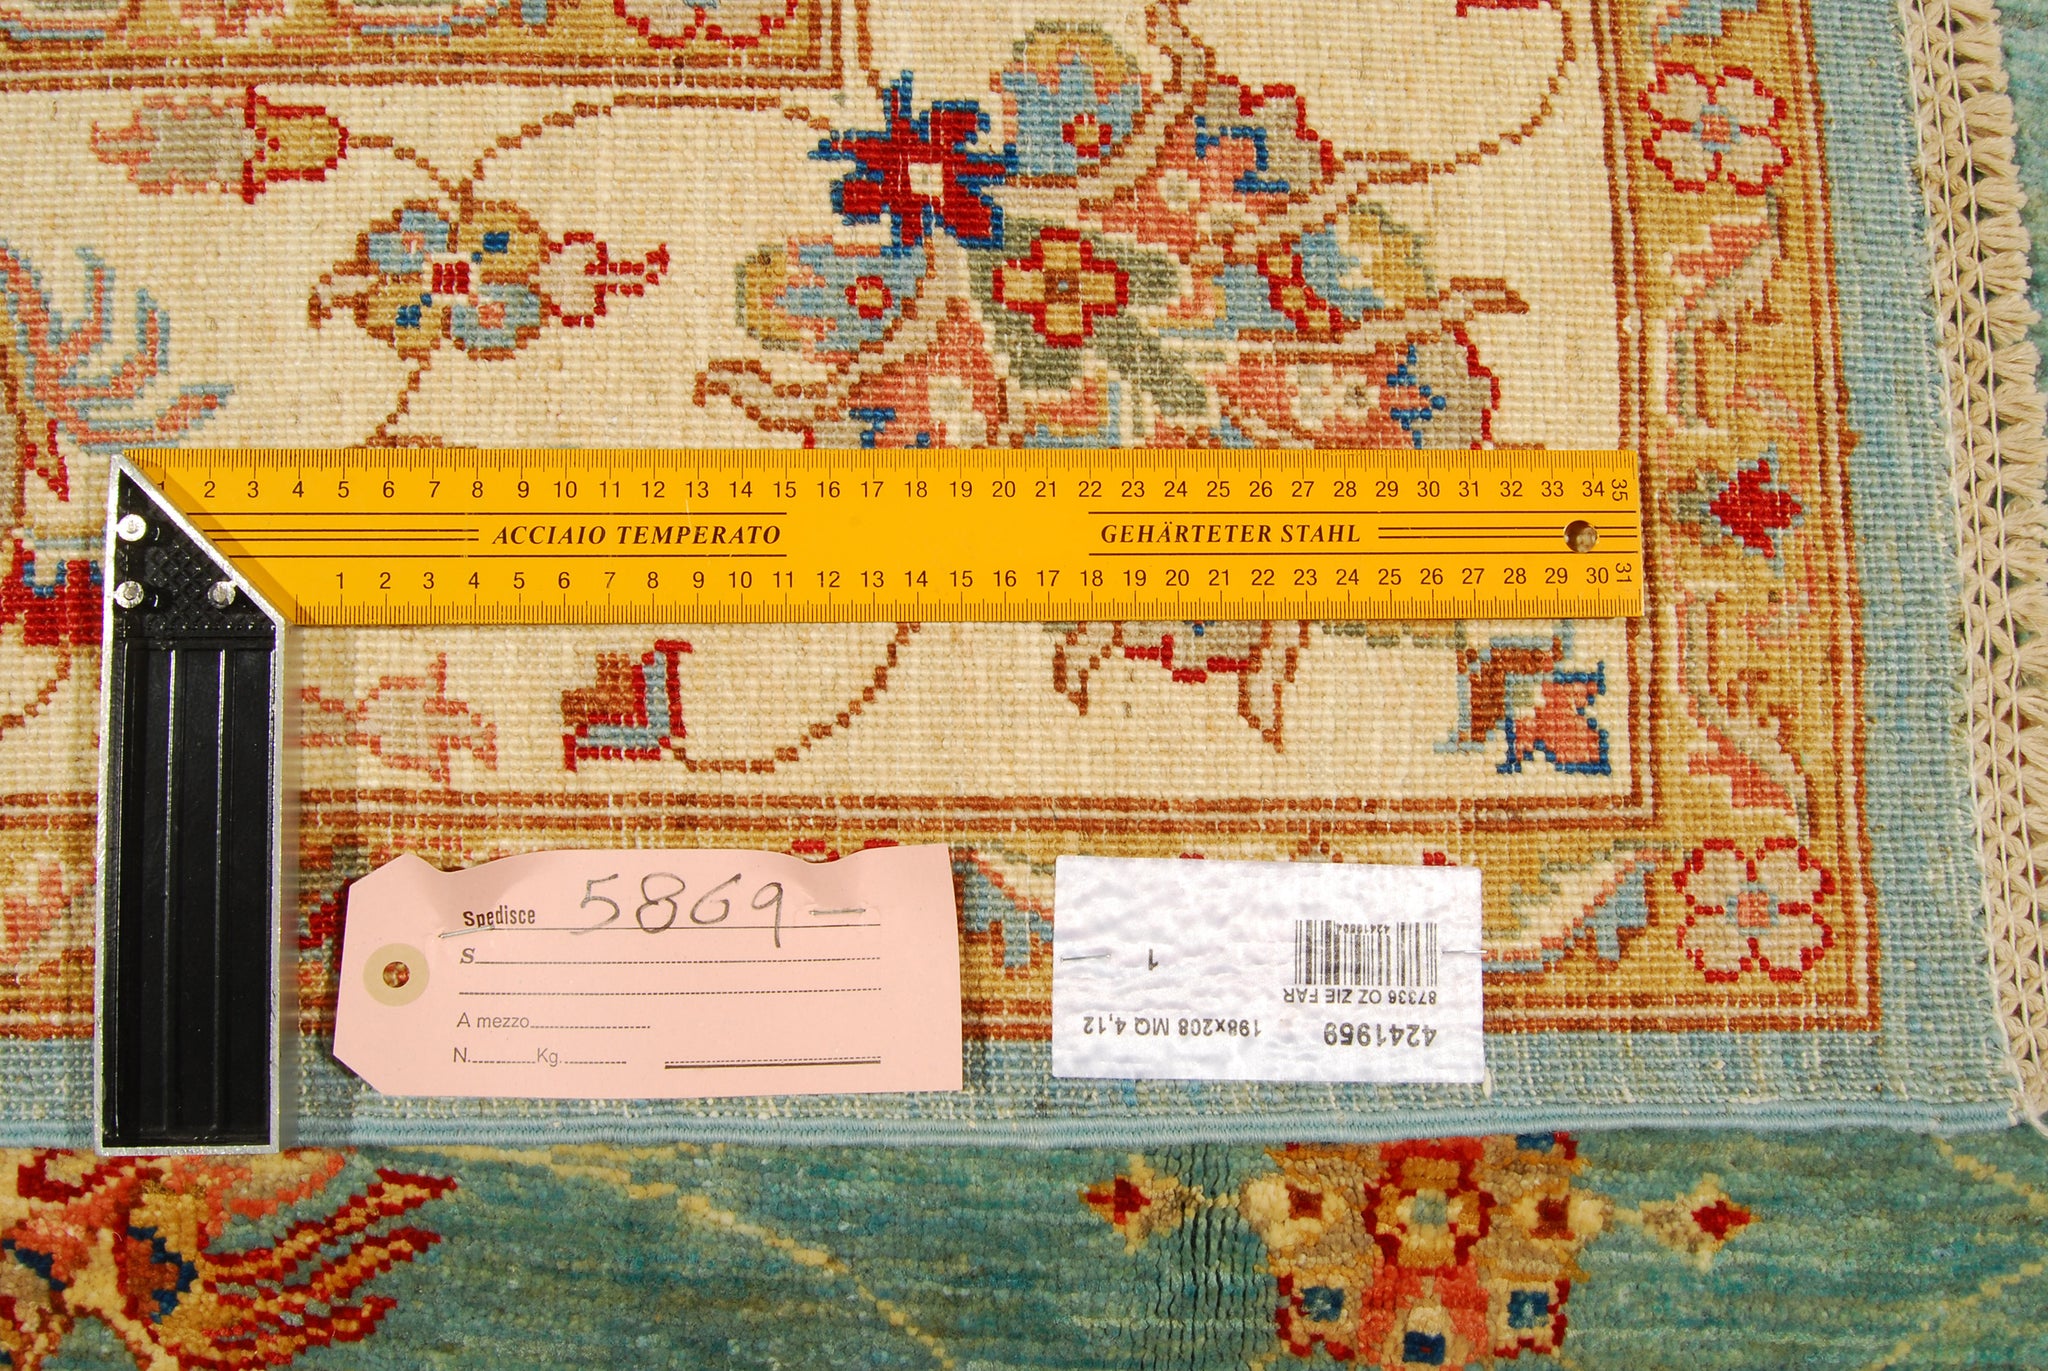 1 2 3 4 5 6 7 8 9 10 11 12 13 14 15 16 17 18 19 20 21 22 23 24 25 26 27 28 29 30 31 32 33 34 35
ACCIAIO TEMPERATO GEHÄRTETER STAHL
1 2 3 4 5 6 7 8 9 10 11 12 13 14 15 16 17 18 19 20 21 22 23 24 25 26 27 28 29 30 31
Spedisce 5869-
S.
A mezzo
N. Kg.
4241959
198x208 MQ 4,12
87336 OZ ZIE FAR
1